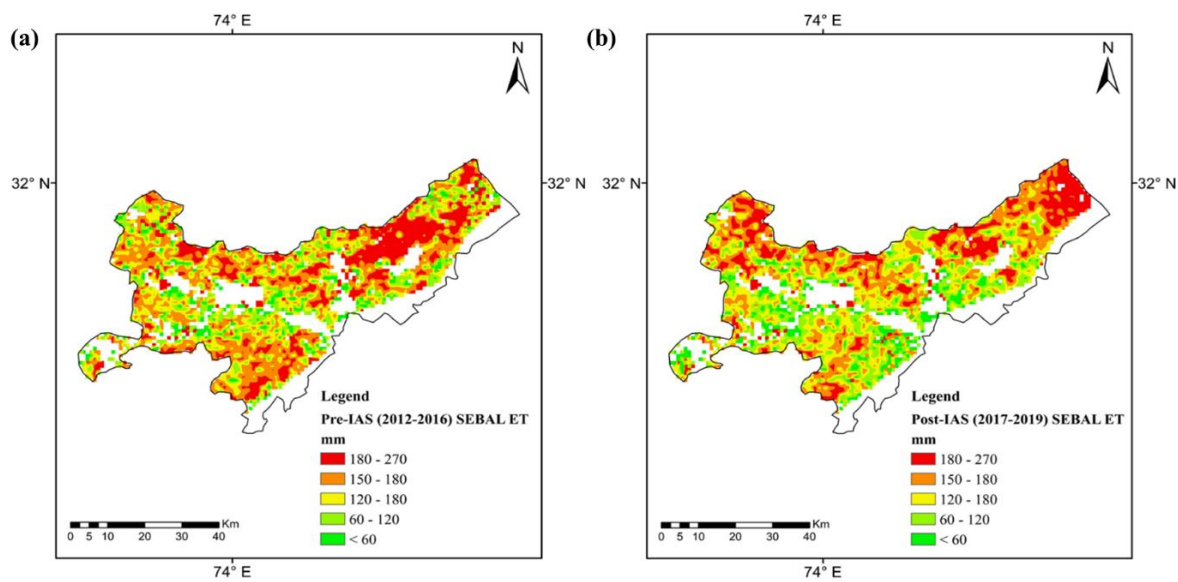 (a)
74° E
N
32° N
Legend
Pre-IAS (2012-2016) SEBAL ET
mm
180 - 270
150 - 180
120 - 180
60 - 120
< 60
0 5 10 20 30 40 Km
74° E
(b)
74° E
N
32° N
32° N
Legend
Post-IAS (2017-2019) SEBAL ET
mm
180 - 270
150 - 180
120 - 180
60 - 120
< 60
0 5 10 20 30 40 Km
74° E